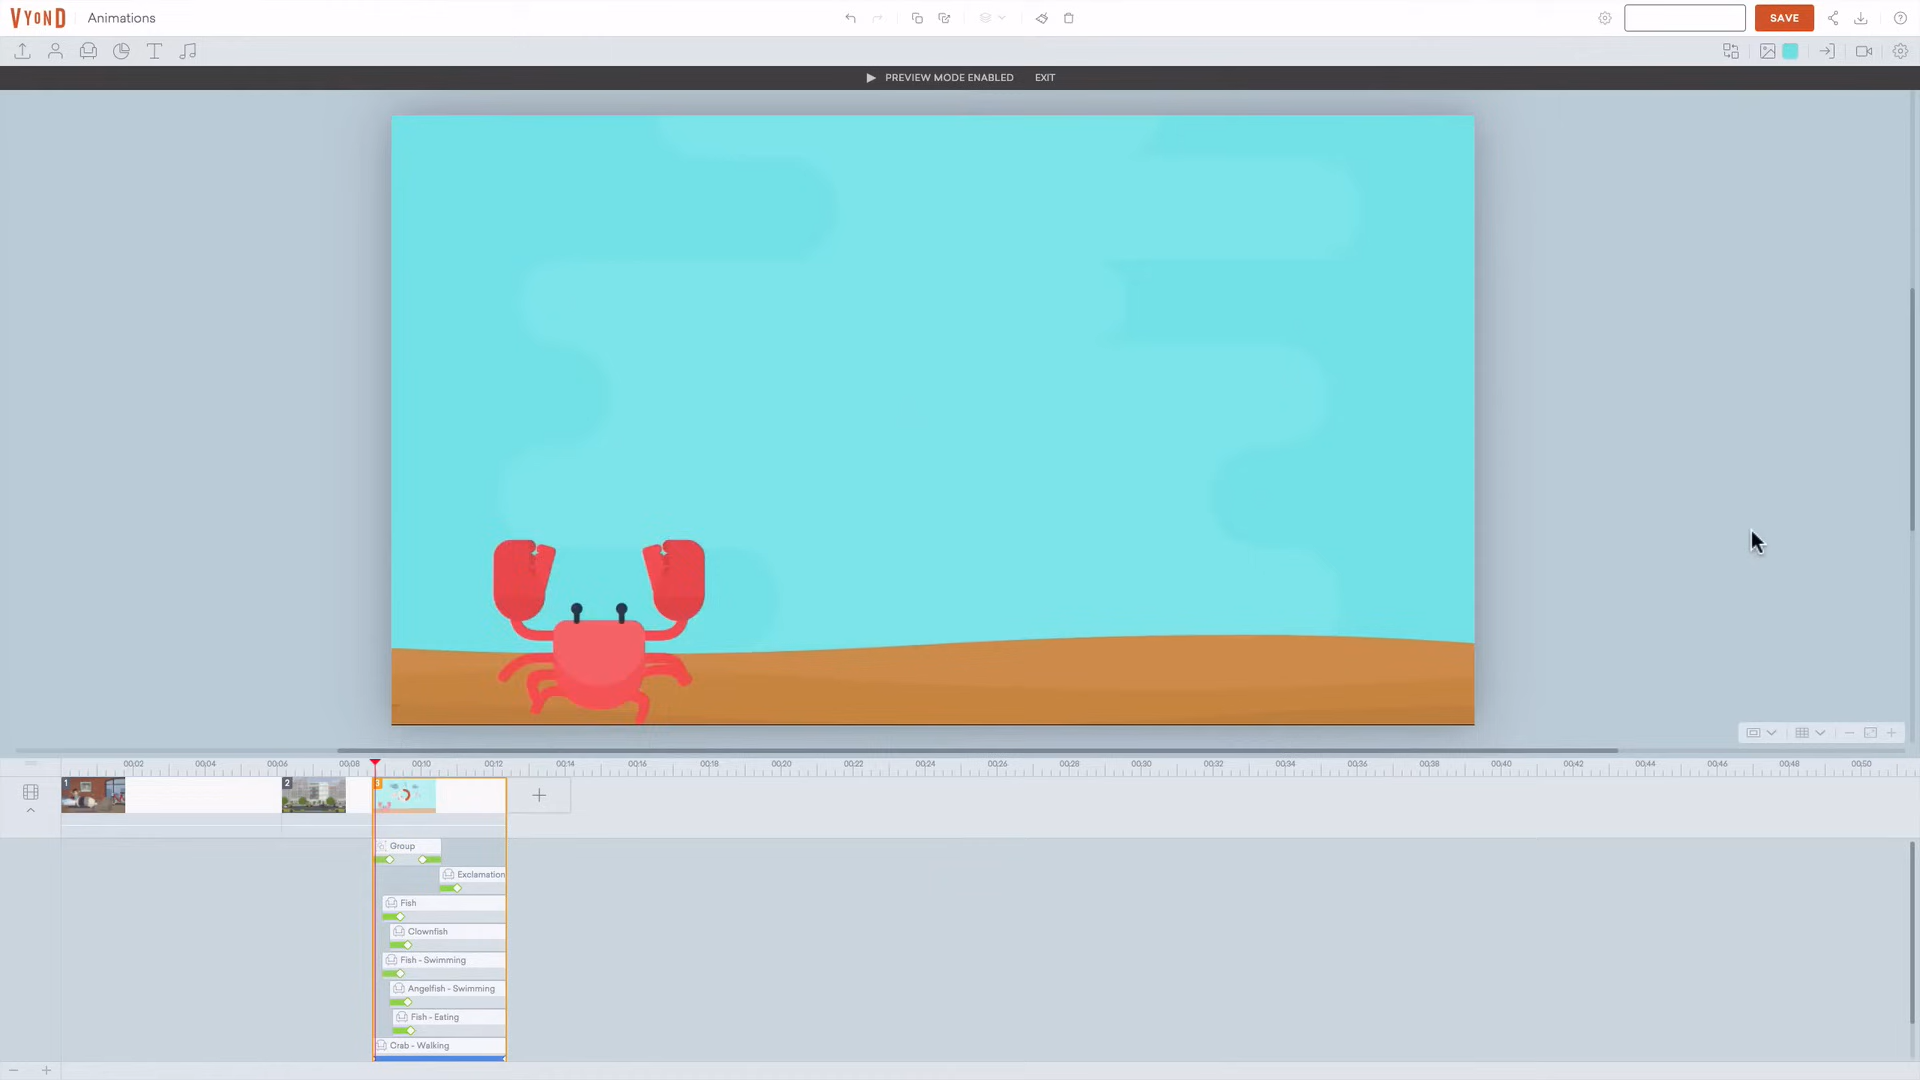 VYOND Animations
SAVE
PREVIEW MODE ENABLED EXIT
00:02 00:04 00:06 00:08 00:10 00:12 00:14 00:16 00:18 00:20 00:22 00:24 00:26 00:28 00:30 00:32 00:34 00:36 00:38 00:40 00:42 00:44 00:46 00:48 00:50
1 2 3
Group
Exclamation
Fish
Clownfish
Fish - Swimming
Angelfish - Swimming
Fish - Eating
Crab - Walking